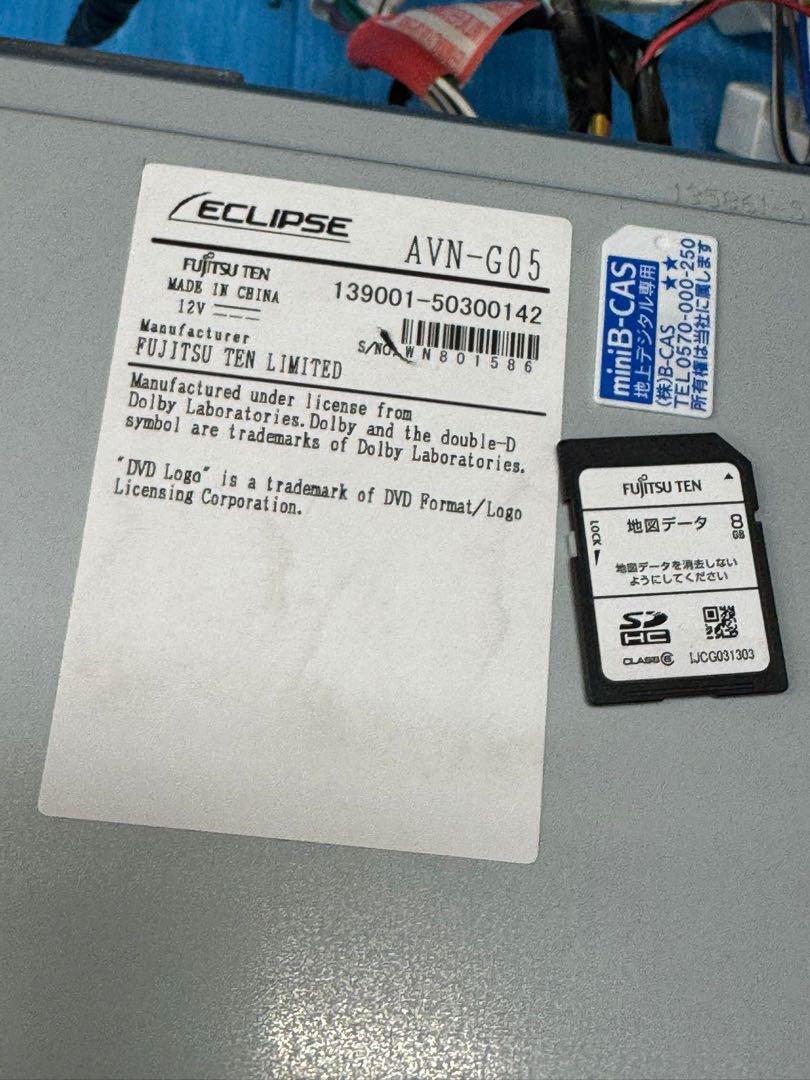 ECLIPSE
AVN-G05
FUJITSU TEN
MADE IN CHINA
12V
139001-50300142
Manufacturer
FUJITSU TEN LIMITED
S/NO.
WN801586
Manufactured under license from
Dolby Laboratories. Dolby and the double-D
symbol are trademarks of Dolby Laboratories.
"DVD Logo" is a trademark of DVD Format/Logo
Licensing Corporation.
miniB-CAS
地上デジタル専用
★★
(株)B-CAS
TEL0570-000-250
所有権は当社に属します
FUJITSU TEN
地図データ
8
GB
LOCK
地図データを消去しない
ようにしてください
SD
HC
CLASS 6
IJCG031303